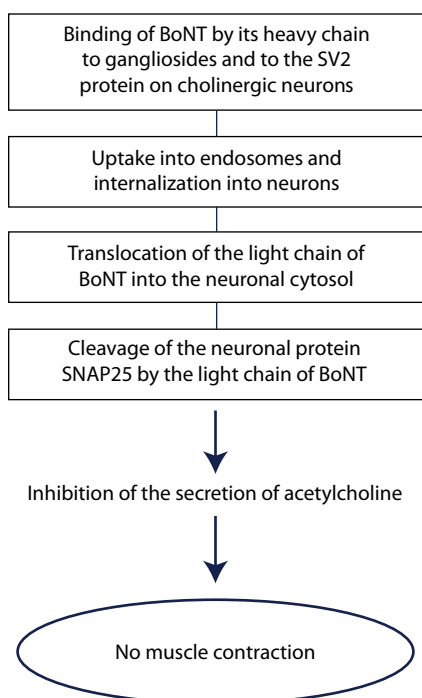 Binding of BoNT by its heavy chain
to gangliosides and to the SV2
protein on cholinergic neurons
Uptake into endosomes and
internalization into neurons
Translocation of the light chain of
BoNT into the neuronal cytosol
Cleavage of the neuronal protein
SNAP25 by the light chain of BoNT
Inhibition of the secretion of acetylcholine
No muscle contraction